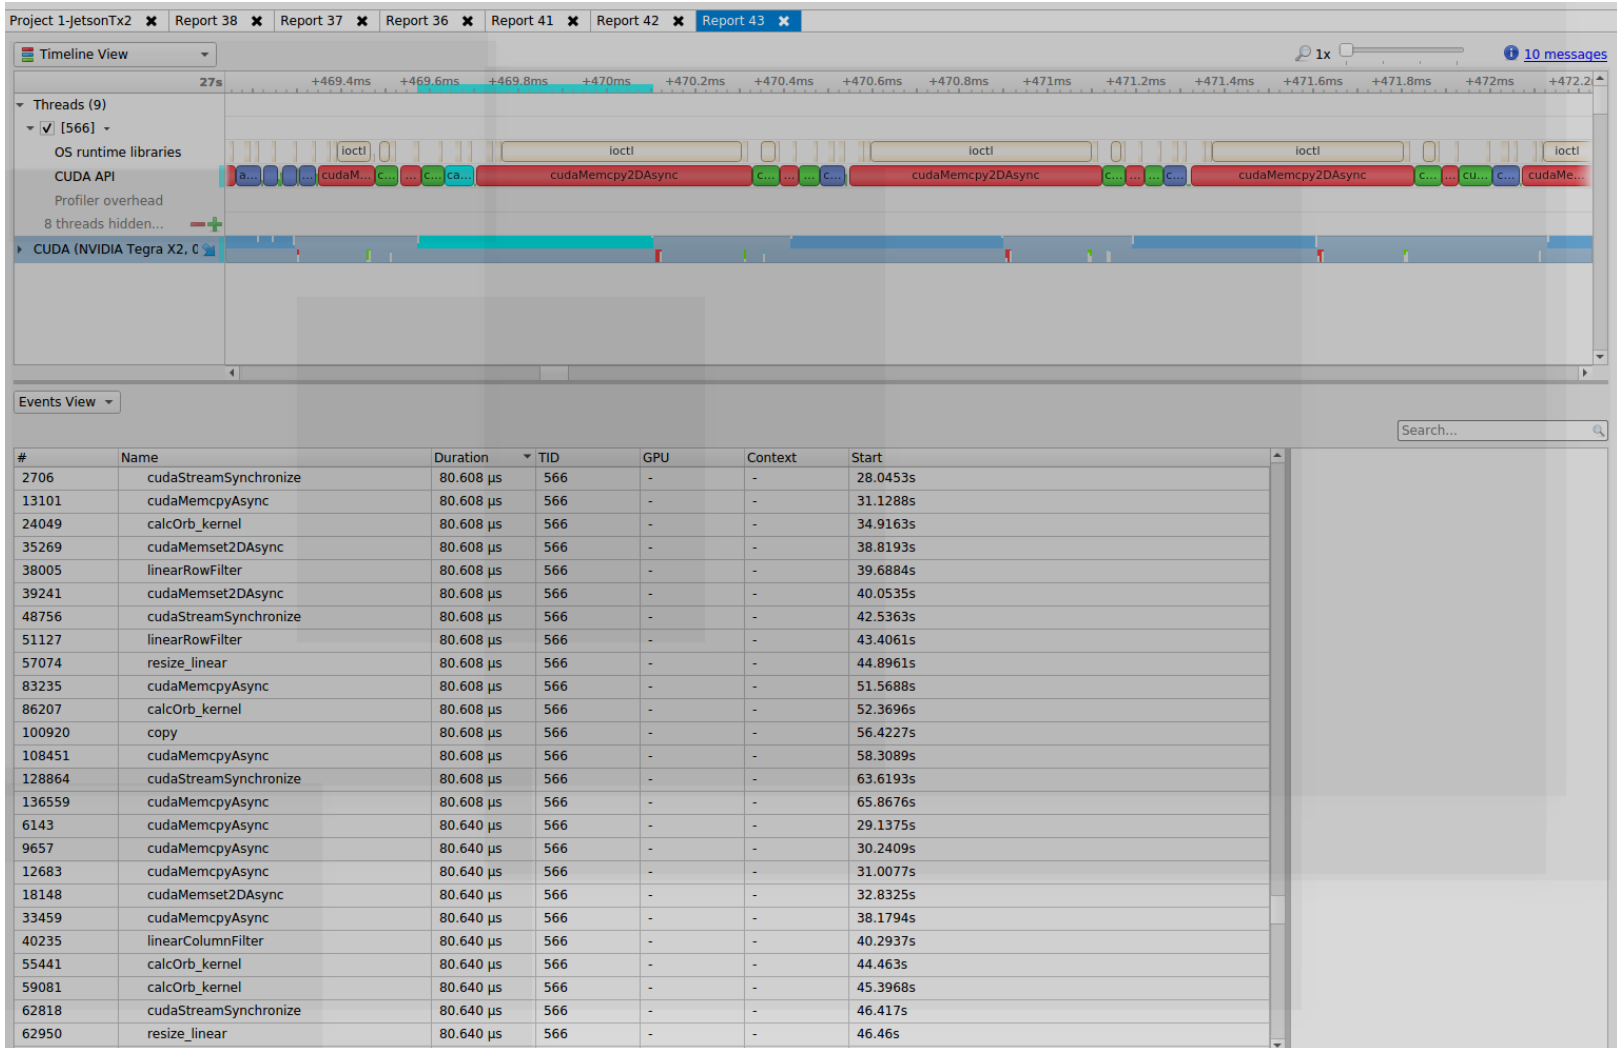 Project 1-JetsonTx2 ✖ Report 38 ✖ Report 37 ✖ Report 36 ✖ Report 41 ✖ Report 42 ✖ Report 43 ✖
Timeline View 1x 10 messages
27s +469.4ms +469.6ms +469.8ms +470ms +470.2ms +470.4ms +470.6ms +470.8ms +471ms +471.2ms +471.4ms +471.6ms +471.8ms +472ms +472.2
Threads (9)
[566]
OS runtime libraries ioctl ioctl ioctl ioctl ioctl
CUDA API a... ... cudaM... c... ... c... ca... cudaMemcpy2DAsync c... ... ... c... cudaMemcpy2DAsync c... ... ... c... cudaMemcpy2DAsync c... ... cu... c... cudaMe...
Profiler overhead
8 threads hidden...
CUDA (NVIDIA Tegra X2, 0
Events View
Search...
# Name Duration TID GPU Context Start
2706 cudaStreamSynchronize 80.608 µs 566 - - 28.0453s
13101 cudaMemcpyAsync 80.608 µs 566 - - 31.1288s
24049 calcOrb_kernel 80.608 µs 566 - - 34.9163s
35269 cudaMemset2DAsync 80.608 µs 566 - - 38.8193s
38005 linearRowFilter 80.608 µs 566 - - 39.6884s
39241 cudaMemset2DAsync 80.608 µs 566 - - 40.0535s
48756 cudaStreamSynchronize 80.608 µs 566 - - 42.5363s
51127 linearRowFilter 80.608 µs 566 - - 43.4061s
57074 resize_linear 80.608 µs 566 - - 44.8961s
83235 cudaMemcpyAsync 80.608 µs 566 - - 51.5688s
86207 calcOrb_kernel 80.608 µs 566 - - 52.3696s
100920 copy 80.608 µs 566 - - 56.4227s
108451 cudaMemcpyAsync 80.608 µs 566 - - 58.3089s
128864 cudaStreamSynchronize 80.608 µs 566 - - 63.6193s
136559 cudaMemcpyAsync 80.608 µs 566 - - 65.8676s
6143 cudaMemcpyAsync 80.640 µs 566 - - 29.1375s
9657 cudaMemcpyAsync 80.640 µs 566 - - 30.2409s
12683 cudaMemcpyAsync 80.640 µs 566 - - 31.0077s
18148 cudaMemset2DAsync 80.640 µs 566 - - 32.8325s
33459 cudaMemcpyAsync 80.640 µs 566 - - 38.1794s
40235 linearColumnFilter 80.640 µs 566 - - 40.2937s
55441 calcOrb_kernel 80.640 µs 566 - - 44.463s
59081 calcOrb_kernel 80.640 µs 566 - - 45.3968s
62818 cudaStreamSynchronize 80.640 µs 566 - - 46.417s
62950 resize_linear 80.640 µs 566 - - 46.46s